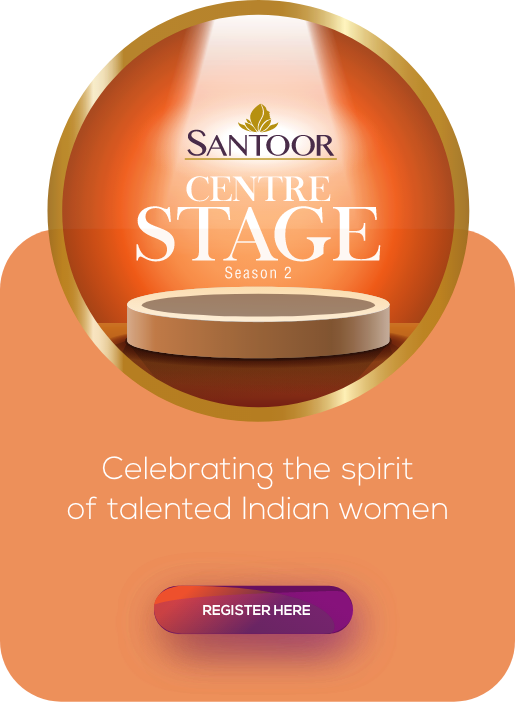 SANTOOR
CENTRE
STAGE
Season 2
Celebrating the spirit
of talented Indian women
REGISTER HERE